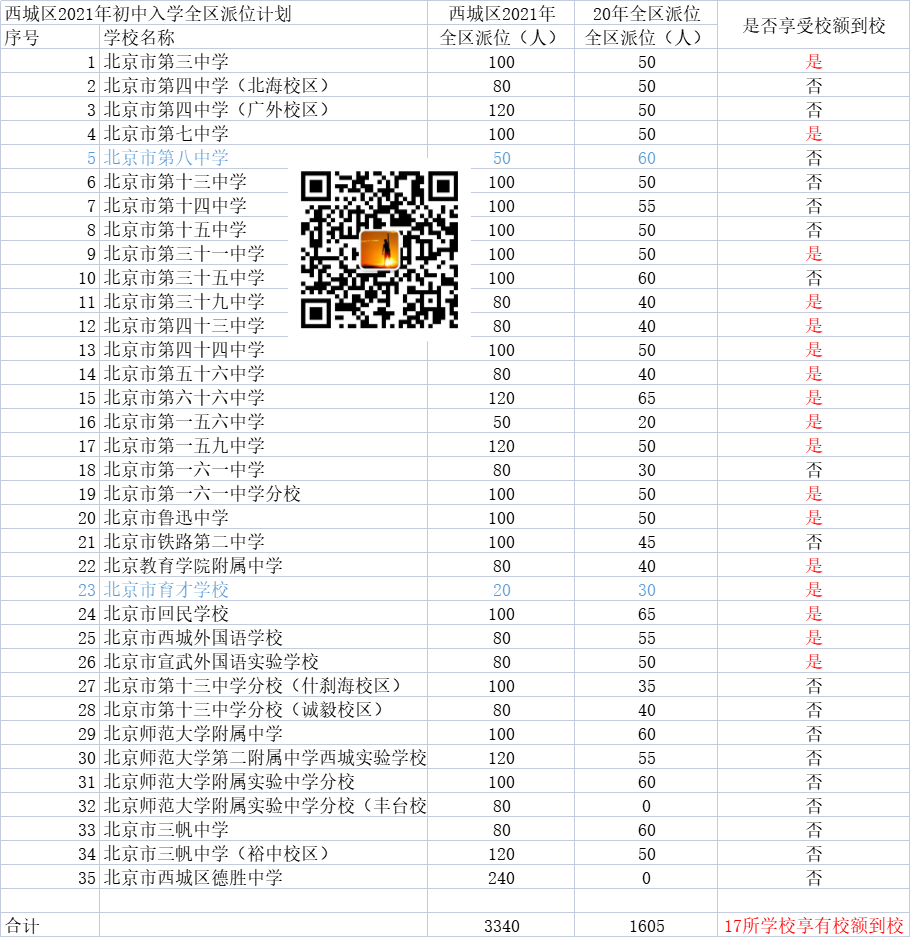 西城区2021年初中入学全区派位计划 西城区2021年 20年全区派位 是否享受校额到校
序号 学校名称 全区派位（人） 全区派位（人）
1 北京市第三中学 100 50 是
2 北京市第四中学（北海校区） 80 50 否
3 北京市第四中学（广外校区） 120 50 否
4 北京市第七中学 100 50 是
5 北京市第八中学 50 60 否
6 北京市第十三中学 100 50 否
7 北京市第十四中学 100 55 否
8 北京市第十五中学 100 50 否
9 北京市第三十一中学 100 50 是
10 北京市第三十五中学 100 60 否
11 北京市第三十九中学 80 40 是
12 北京市第四十三中学 80 40 是
13 北京市第四十四中学 100 50 是
14 北京市第五十六中学 80 40 是
15 北京市第六十六中学 120 65 是
16 北京市第一五六中学 50 20 是
17 北京市第一五九中学 120 50 是
18 北京市第一六一中学 80 30 否
19 北京市第一六一中学分校 100 50 是
20 北京市鲁迅中学 100 50 是
21 北京市铁路第二中学 100 45 否
22 北京教育学院附属中学 80 40 是
23 北京市育才学校 20 30 是
24 北京市回民学校 100 65 是
25 北京市西城外国语学校 80 55 是
26 北京市宣武外国语实验学校 80 50 是
27 北京市第十三中学分校（什刹海校区） 100 35 否
28 北京市第十三中学分校（诚毅校区） 80 40 否
29 北京师范大学附属中学 100 60 否
30 北京师范大学第二附属中学西城实验学校 120 55 否
31 北京师范大学附属实验中学分校 100 60 否
32 北京师范大学附属实验中学分校（丰台校 80 0 否
33 北京市三帆中学 80 60 否
34 北京市三帆中学（裕中校区） 120 50 否
35 北京市西城区德胜中学 240 0 否
合计 3340 1605 17所学校享有校额到校